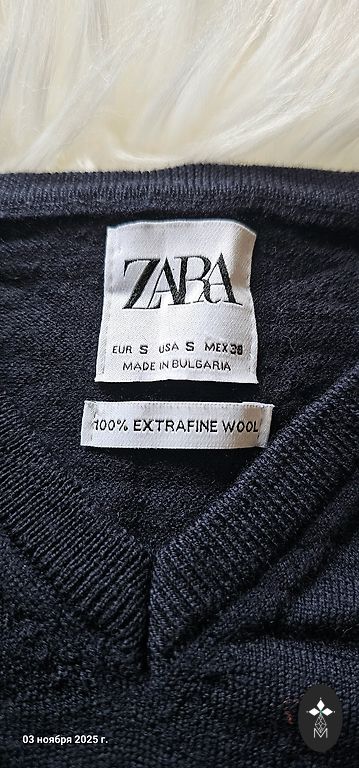 ZARA
EUR S USA S MEX 38
MADE IN BULGARIA
100% EXTRAFINE WOOL
03 ноября 2025 г.
M